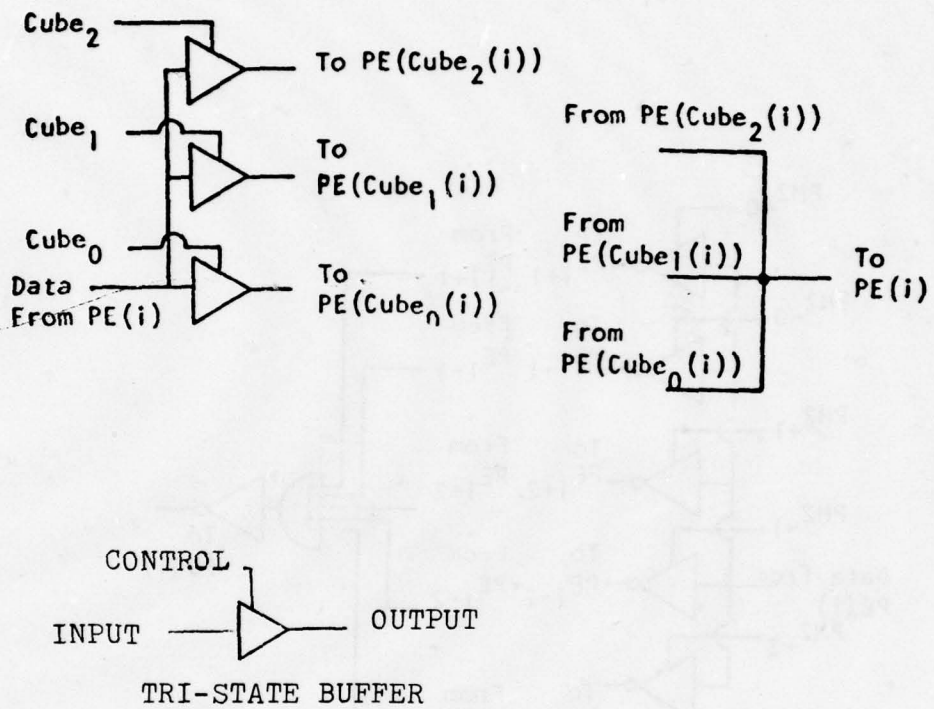 Cube2
To PE(Cube2(i))
Cube1
To
PE(Cube1(i))
Cube0
Data
From PE(i)
To
PE(Cuben(i))
From PE(Cube2(i))
From
PE(Cube1(i))
To
PE(i)
From
PE(Cube0(i))
CONTROL
INPUT
OUTPUT
TRI-STATE BUFFER